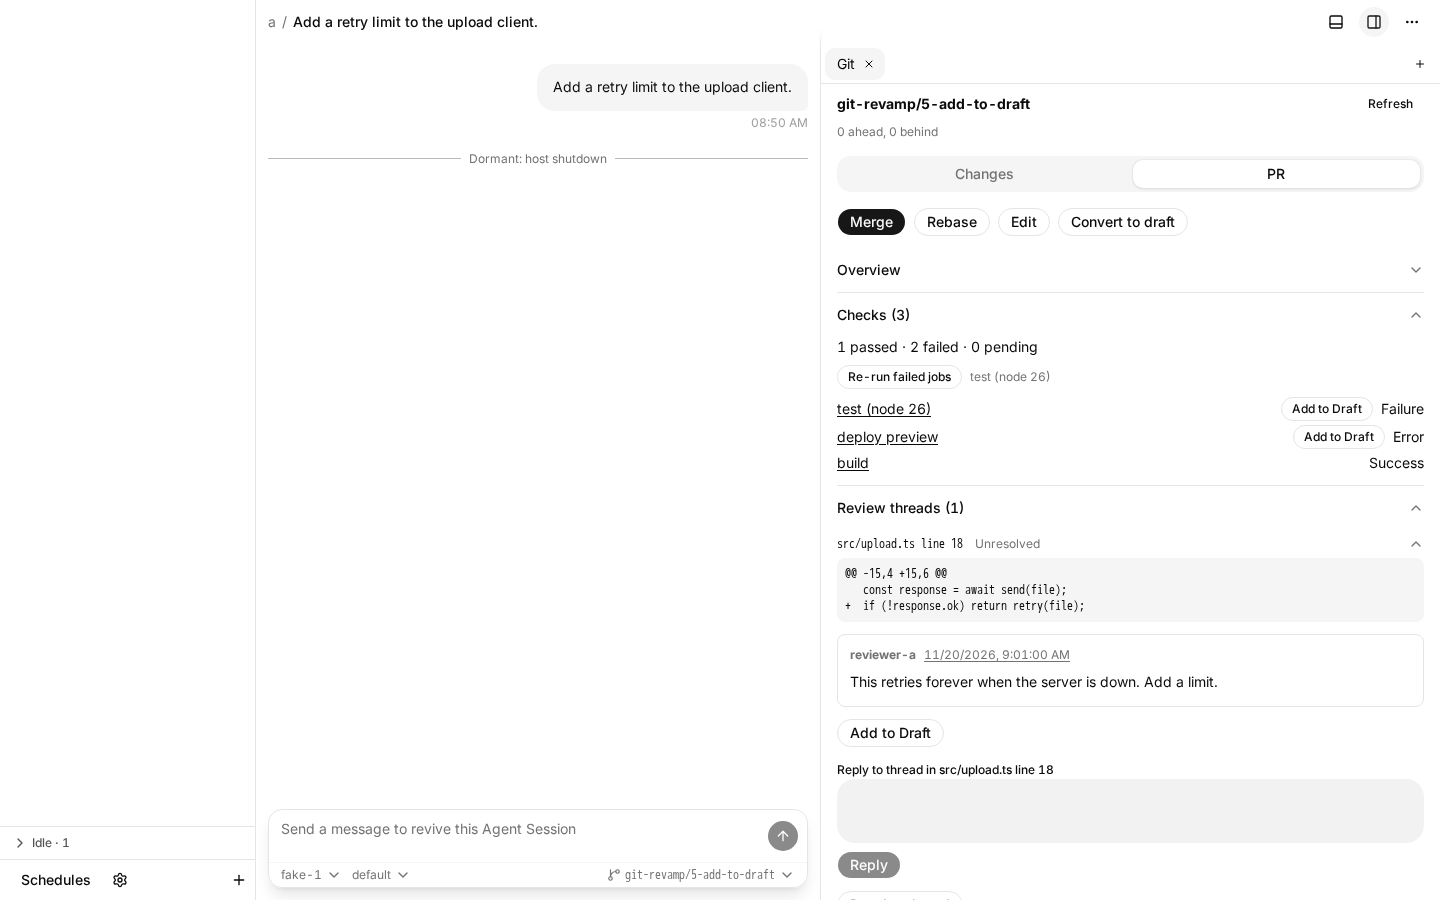 a / Add a retry limit to the upload client.
Add a retry limit to the upload client.
08:50 AM
Dormant: host shutdown
Send a message to revive this Agent Session
fake-1 default git-revamp/5-add-to-draft
Idle · 1
Schedules
Git
git-revamp/5-add-to-draft Refresh
0 ahead, 0 behind
Changes PR
Merge Rebase Edit Convert to draft
Overview
Checks (3)
1 passed · 2 failed · 0 pending
Re-run failed jobs test (node 26)
test (node 26) Add to Draft Failure
deploy preview Add to Draft Error
build Success
Review threads (1)
src/upload.ts line 18 Unresolved
@@ -15,4 +15,6 @@
const response = await send(file);
+ if (!response.ok) return retry(file);
reviewer-a 11/20/2026, 9:01:00 AM
This retries forever when the server is down. Add a limit.
Add to Draft
Reply to thread in src/upload.ts line 18
Reply